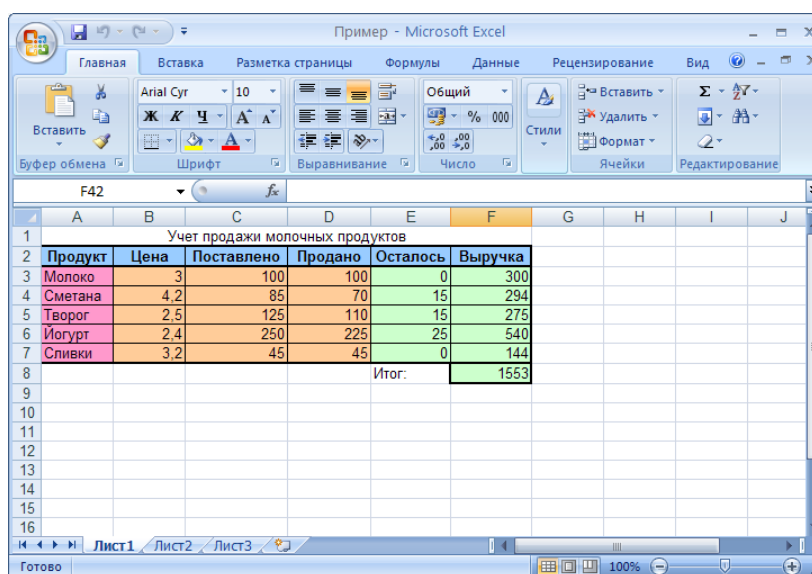 Пример - Microsoft Excel
Главная Вставка Разметка страницы Формулы Данные Рецензирование Вид
Arial Cyr 10 Общий Вставить Σ
Вставить Ж К Ч А А % 000 Стили Удалить
А Формат
Буфер обмена Шрифт Выравнивание Число Ячейки Редактирование
F42 fx
A B C D E F G H I J
1 Учет продажи молочных продуктов
2 Продукт Цена Поставлено Продано Осталось Выручка
3 Молоко 3 100 100 0 300
4 Сметана 4,2 85 70 15 294
5 Творог 2,5 125 110 15 275
6 Йогурт 2,4 250 225 25 540
7 Сливки 3,2 45 45 0 144
8 Итог: 1553
9
10
11
12
13
14
15
16
Лист1 Лист2 Лист3
Готово 100%